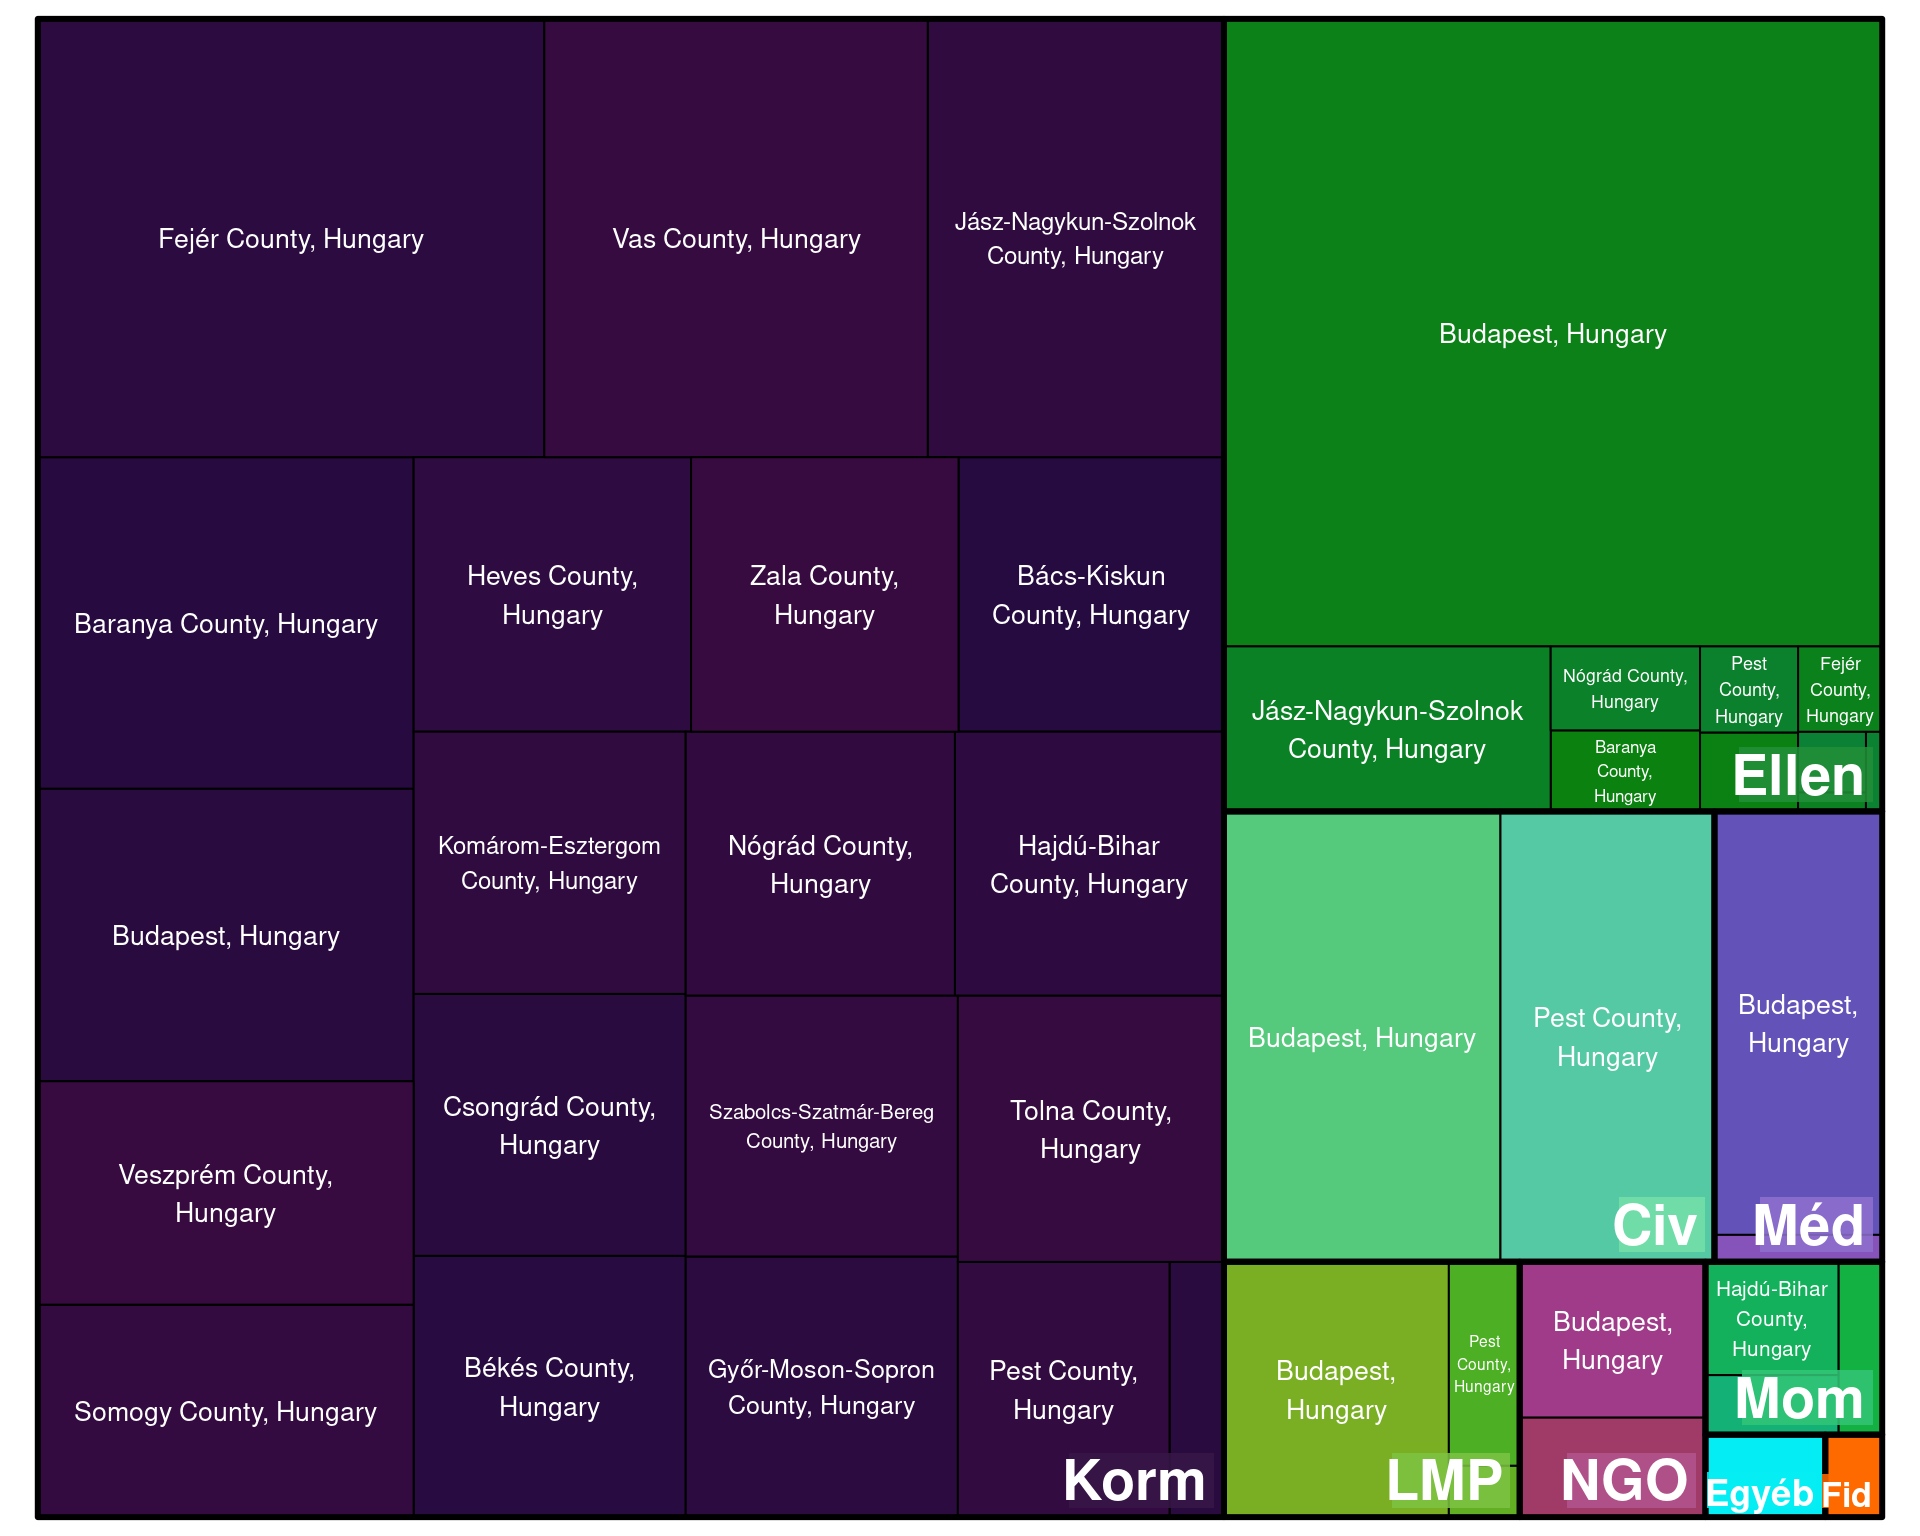 Fejér County, Hungary
Vas County, Hungary
Jász-Nagykun-Szolnok
County, Hungary
Baranya County, Hungary
Heves County,
Hungary
Zala County,
Hungary
Bács-Kiskun
County, Hungary
Budapest, Hungary
Komárom-Esztergom
County, Hungary
Nógrád County,
Hungary
Hajdú-Bihar
County, Hungary
Veszprém County,
Hungary
Csongrád County,
Hungary
Szabolcs-Szatmár-Bereg
County, Hungary
Tolna County,
Hungary
Somogy County, Hungary
Békés County,
Hungary
Győr-Moson-Sopron
County, Hungary
Pest County,
Hungary
Korm
Budapest, Hungary
Jász-Nagykun-Szolnok
County, Hungary
Nógrád County,
Hungary
Baranya
County,
Hungary
Pest
County,
Hungary
Fejér
County,
Hungary
Ellen
Budapest, Hungary
Pest County,
Hungary
Civ
Budapest,
Hungary
Méd
Budapest,
Hungary
Pest
County,
Hungary
LMP
Budapest,
Hungary
NGO
Hajdú-Bihar
County,
Hungary
Mom
Egyéb
Fid